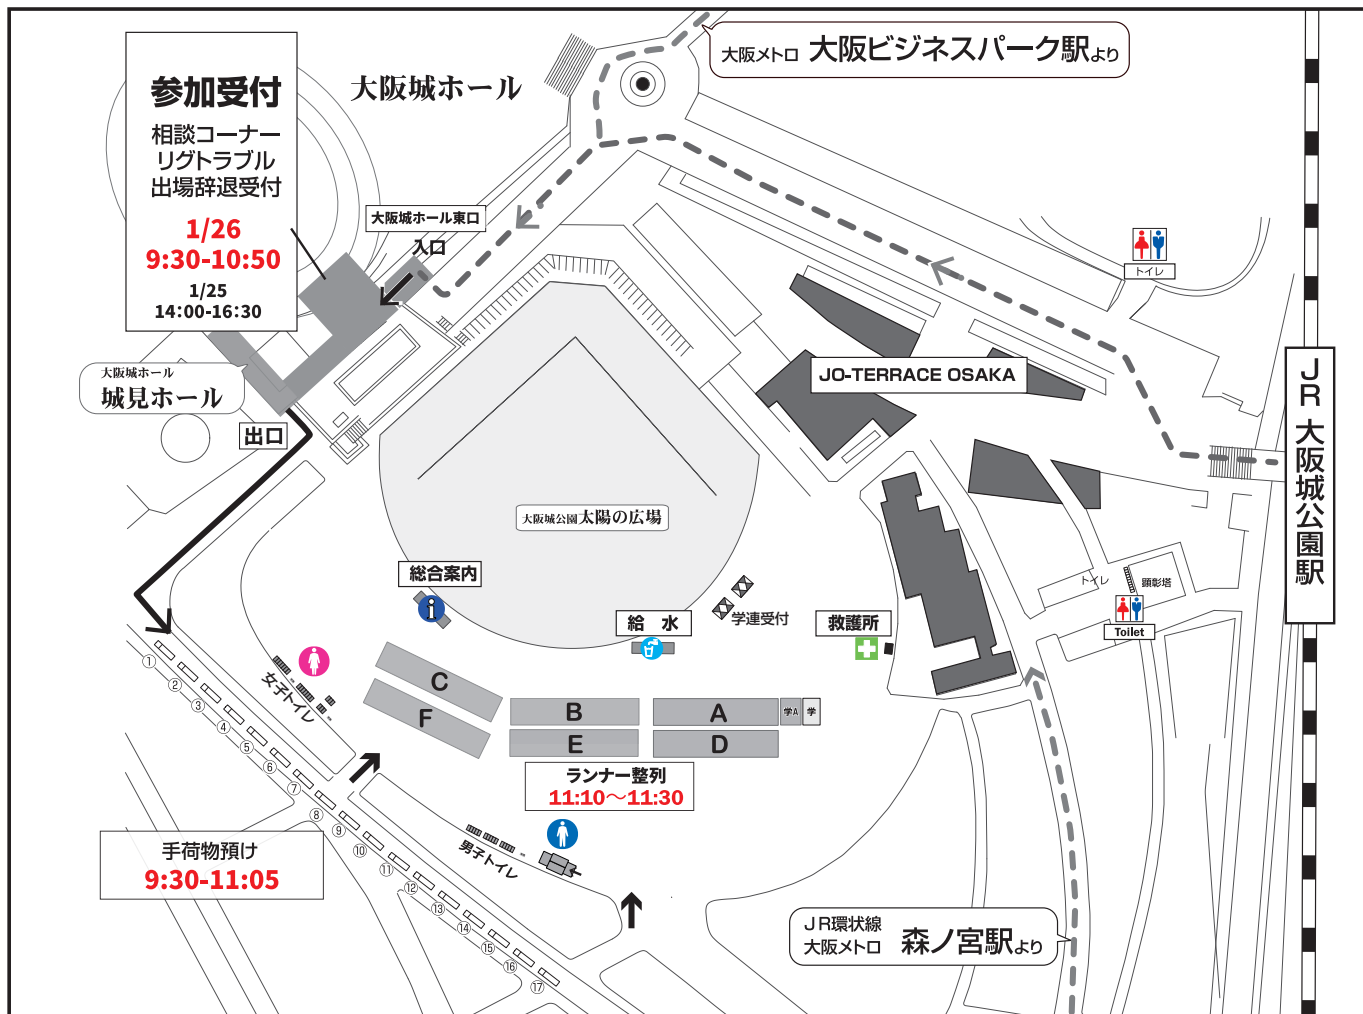 大阪メトロ 大阪ビジネスパーク駅より
参加受付
相談コーナー
リグトラブル
出場辞退受付
1/26
9:30-10:50
1/25
14:00-16:30
大阪城ホール
大阪城ホール東口
入口
トイレ
JO-TERRACE OSAKA
JR大阪城公園駅
大阪城ホール
城見ホール
出口
大阪城公園太陽の広場
総合案内
給 水
学連受付
救護所
トイレ
顕彰塔
Toilet
女子トイレ
C
F
B
A
学A
学
E
D
ランナー整列
11:10～11:30
男子トイレ
①
②
③
④
⑤
⑥
⑦
⑧
⑨
⑩
⑪
⑫
⑬
⑭
⑮
⑯
⑰
手荷物預け
9:30-11:05
JR環状線
大阪メトロ 森ノ宮駅より